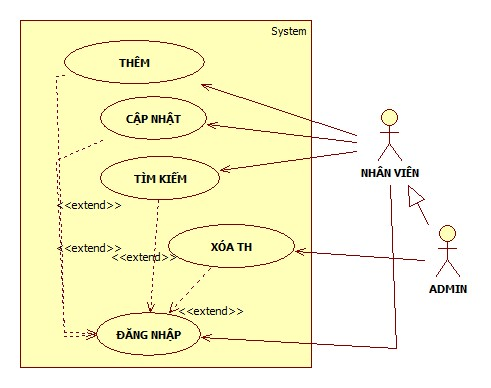 System
THÊM
CẬP NHẬT
TÌM KIẾM
NHÂN VIÊN
<<extend>>
<<extend>>
<<extend>>
XÓA TH
ADMIN
<<extend>>
ĐĂNG NHẬP